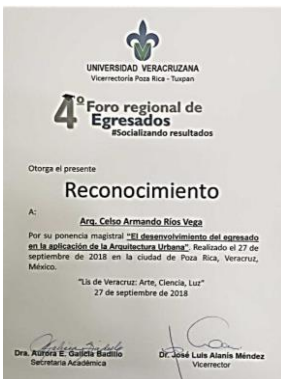 UNIVERSIDAD VERACRUZANA
Vicerrectoría Poza Rica - Tuxpan
4° Foro regional de
Egresados
#Socializando resultados
Otorga el presente
Reconocimiento
A:
Arq. Celso Armando Ríos Vega
Por su ponencia magistral "El desenvolvimiento del egresado
en la aplicación de la Arquitectura Urbana". Realizado el 27 de
septiembre de 2018 en la ciudad de Poza Rica, Veracruz,
México.
"Lis de Veracruz: Arte, Ciencia, Luz"
27 de septiembre de 2018
Dra. Aurora E. Galicia Badillo
Secretaria Académica
Dr. José Luis Alanís Méndez
Vicerrector